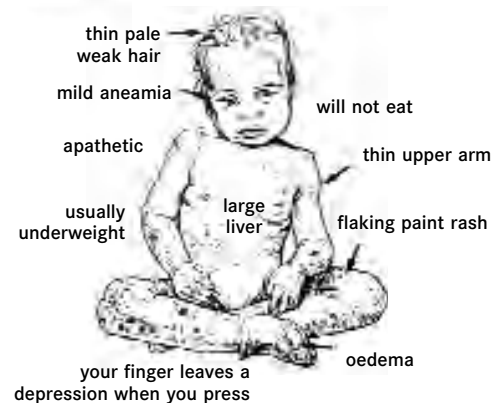 thin pale
weak hair
mild aneamia
will not eat
apathetic
thin upper arm
usually
underweight
large
liver
flaking paint rash
oedema
your finger leaves a
depression when you press